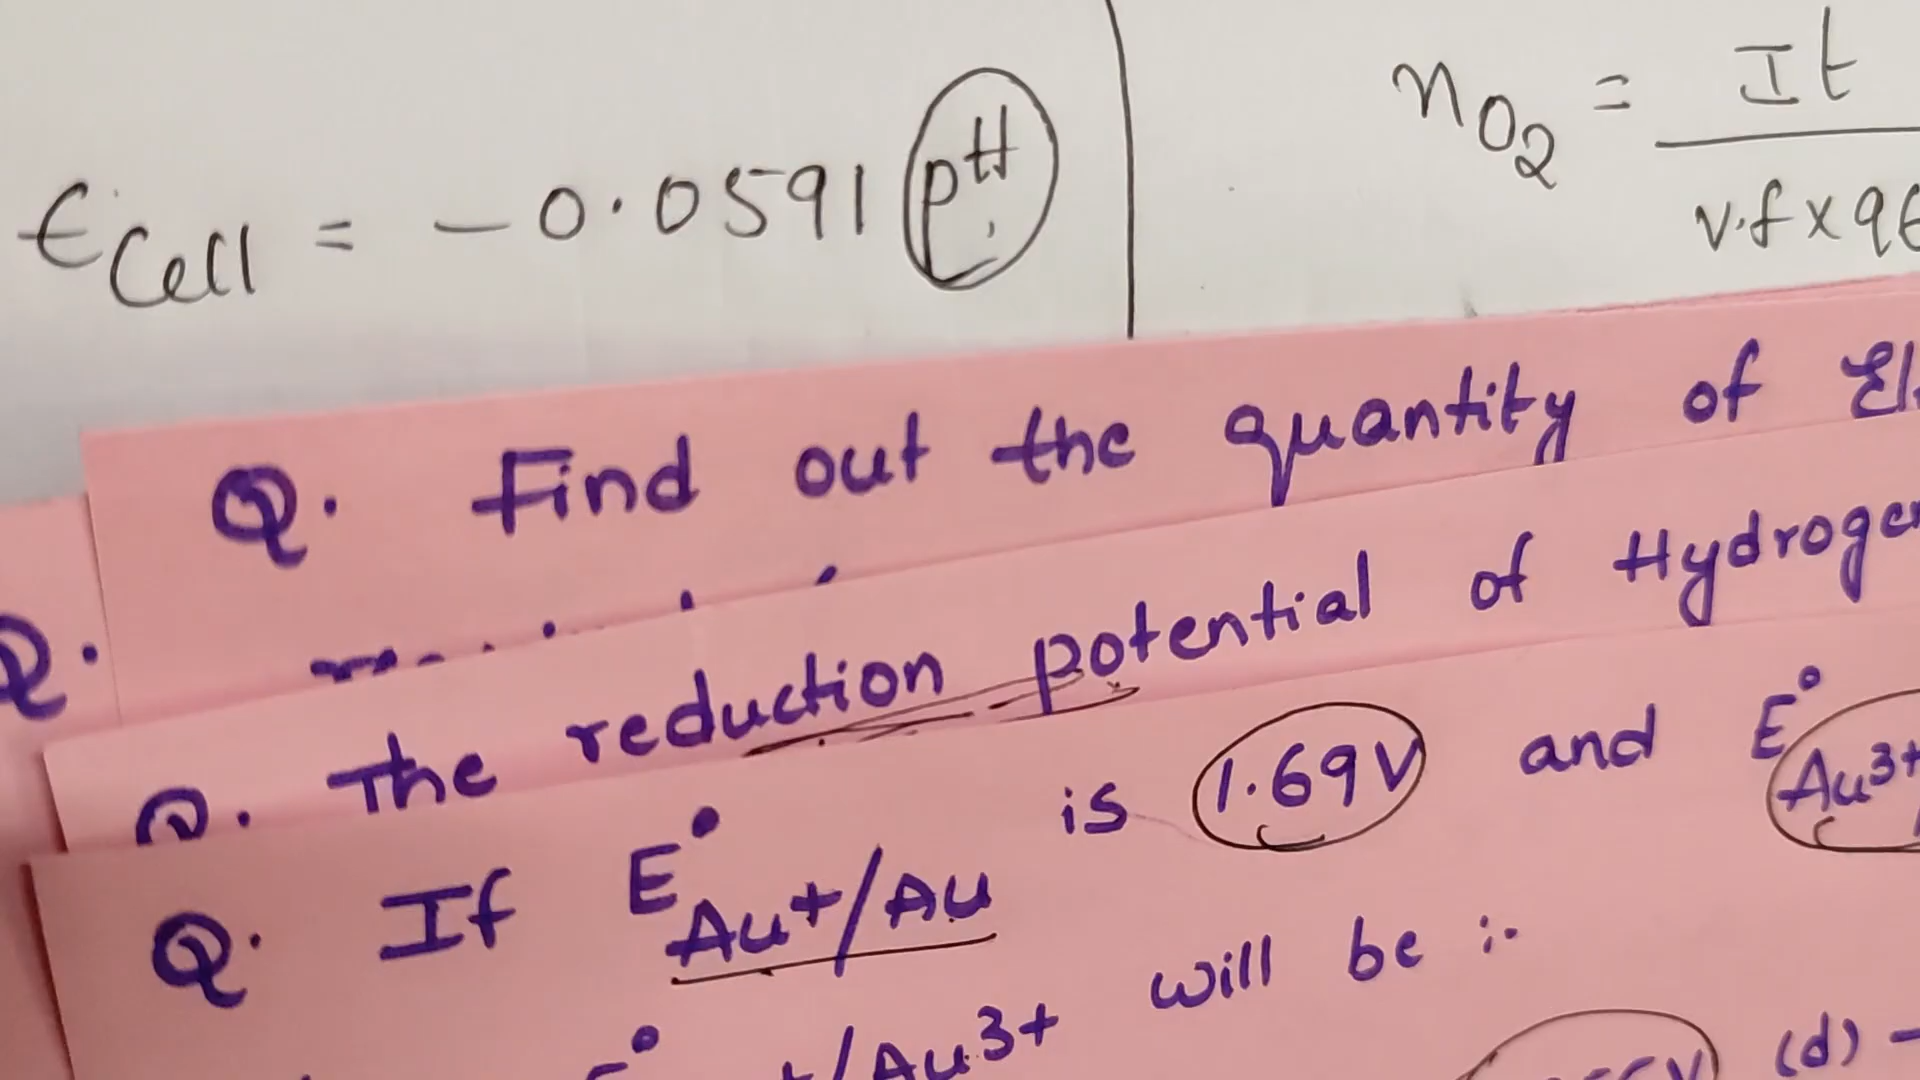 ECell = -0.0591 pH
nO2 = It
v.f x 96
Q. Find out the quantity of El
Q.
Q. The reduction potential of Hydrogen
Q. If E°Au+/Au is 1.69V and E°Au3+
E° +/Au3+ will be :-
(d) -